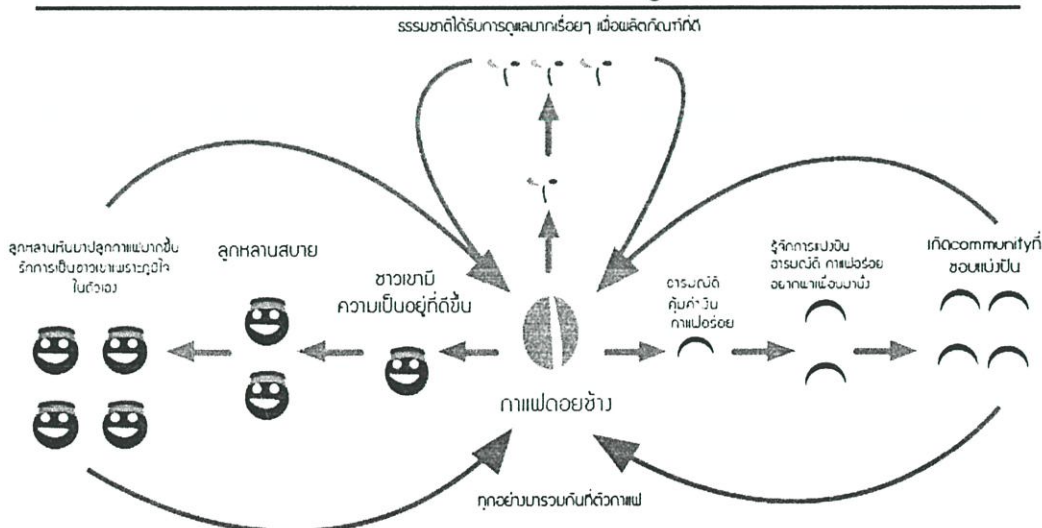 ธรรมชาติได้รับการดูแลมากเรื่อยๆ เพื่อผลิตภัณฑ์ที่ดี
ลูกหลานหันมาปลูกกาแฟมากขึ้น
รักการเป็นชาวเขาเพราะภูมิใจ
ในตัวเอง
ลูกหลานสบาย
ชาวเขามี
ความเป็นอยู่ที่ดีขึ้น
อารมณ์ดี
คุ้มค่าเงิน
กาแฟอร่อย
รู้จักการแบ่งปัน
อารมณ์ดี กาแฟอร่อย
อยากพาเพื่อนมานั่ง
เกิดcommunityที่
ชอบแบ่งปัน
กาแฟดอยช้าง
ทุกอย่างมารวมกันที่ตัวกาแฟ